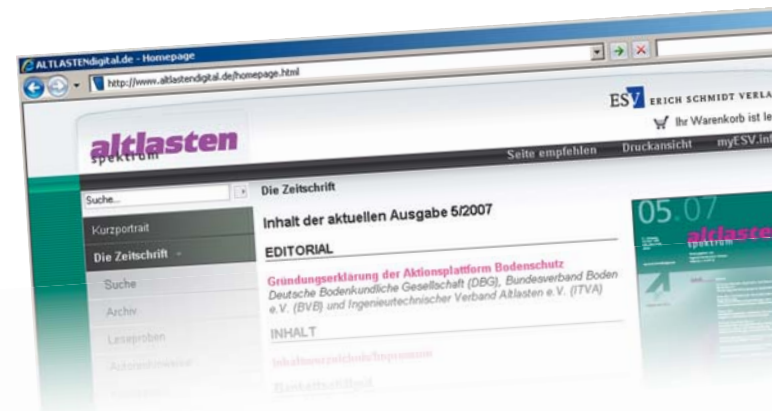 ALTLASTENdigital.de - Homepage
http://www.altlastendigital.de/homepage.html
ESV ERICH SCHMIDT VERLA
Ihr Warenkorb ist le
altlasten
spektrum
Seite empfehlen Druckansicht myESV.in
Suche...
Die Zeitschrift
Kurzportrait
Die Zeitschrift
Suche
Archiv
Leseproben
Autorenhinweise
Inhalt der aktuellen Ausgabe 5/2007
EDITORIAL
Gründungserklärung der Aktionsplattform Bodenschutz
Deutsche Bodenkundliche Gesellschaft (DBG), Bundesverband Boden
e.V. (BVB) und Ingenieurtechnischer Verband Altlasten e.V. (ITVA)
INHALT
Inhaltsverzeichnis/Impressum
05.07
altlasten
spektrum